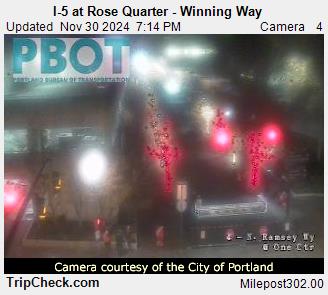 I-5 at Rose Quarter - Winning Way
Updated Nov 30 2024 7:14 PM Camera 4
PBOT
PORTLAND BUREAU OF TRANSPORTATION
4 - N. Ramsey Wy
@ One Ctr
Camera courtesy of the City of Portland
TripCheck.com Milepost302.00